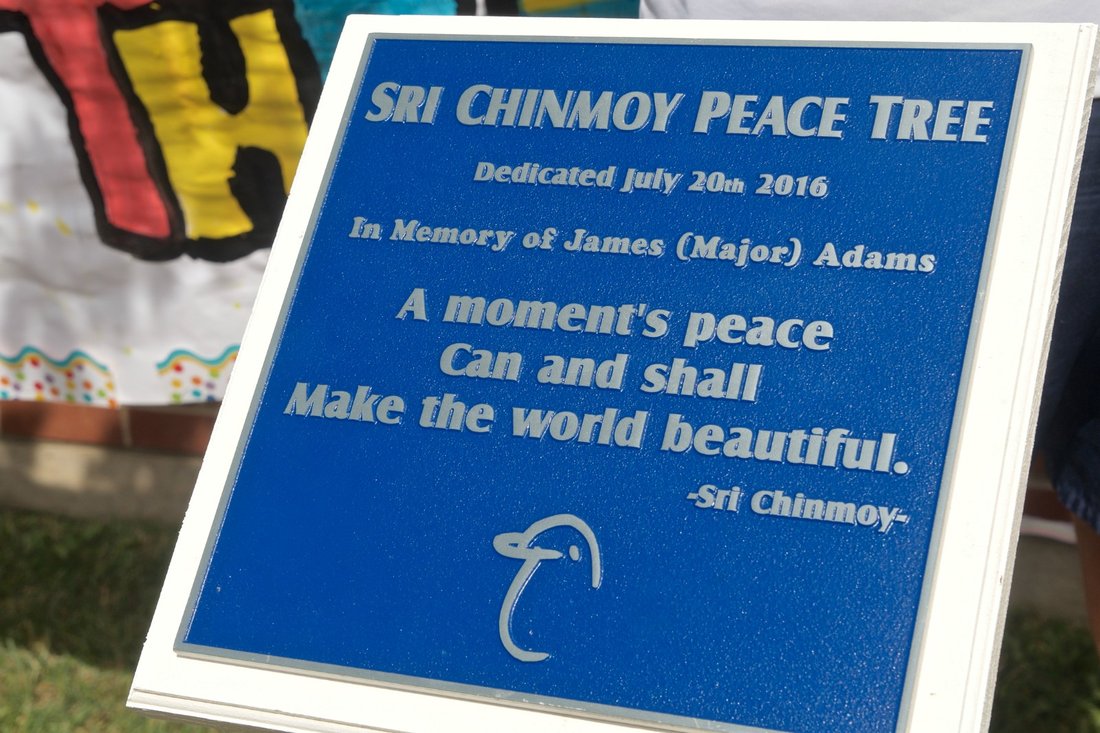 TH
SRI CHINMOY PEACE TREE
Dedicated July 20th 2016
In Memory of James (Major) Adams
A moment's peace
Can and shall
Make the world beautiful.
-Sri Chinmoy-